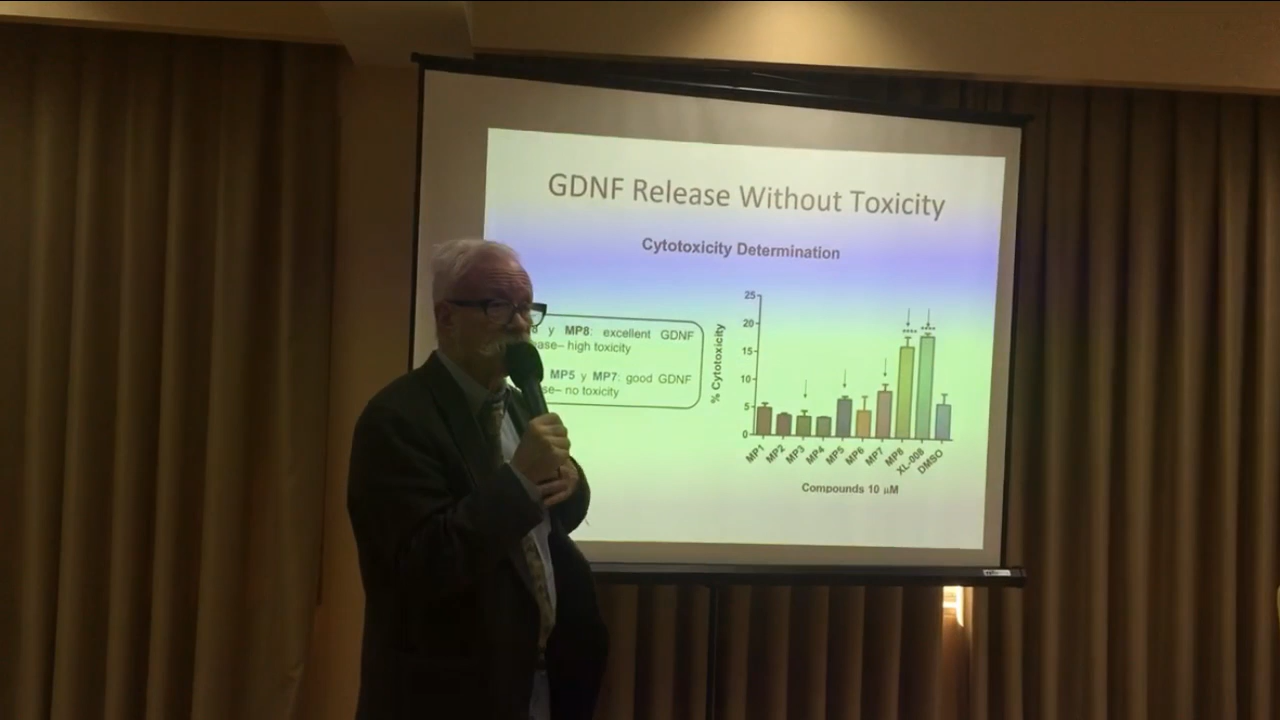 GDNF Release Without Toxicity
Cytotoxicity Determination
y MP8: excellent GDNF
– high toxicity
MP5 y MP7: good GDNF
– no toxicity
% Cytotoxicity
25
20
15
10
5
0
**** ****
MP1 MP2 MP3 MP4 MP5 MP6 MP7 MP8 XL-008 DMSO
Compounds 10 µM